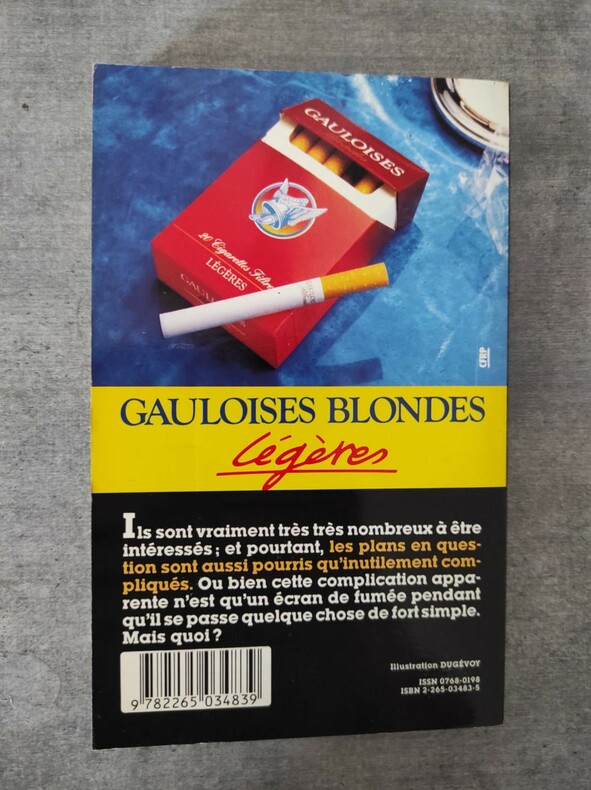 GAULOISES
20 Cigarettes Filtre
LÉGÈRES
GAULOISES
CFRP
GAULOISES BLONDES
légères
Ils sont vraiment très très nombreux à être
intéressés ; et pourtant, les plans en ques-
tion sont aussi pourris qu'inutilement com-
pliqués. Ou bien cette complication appa-
rente n'est qu'un écran de fumée pendant
qu'il se passe quelque chose de fort simple.
Mais quoi ?
Illustration DUGÉVOY
ISSN 0768-0198
ISBN 2-265-03483-5
9 782265 034839